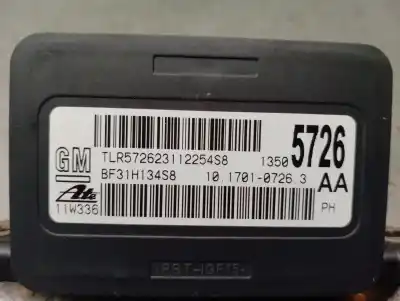 GM
TLR572623112254S8 1350 5726
BF31H134S8 10.1701-0726.3 AA
Ate
11W336 PH